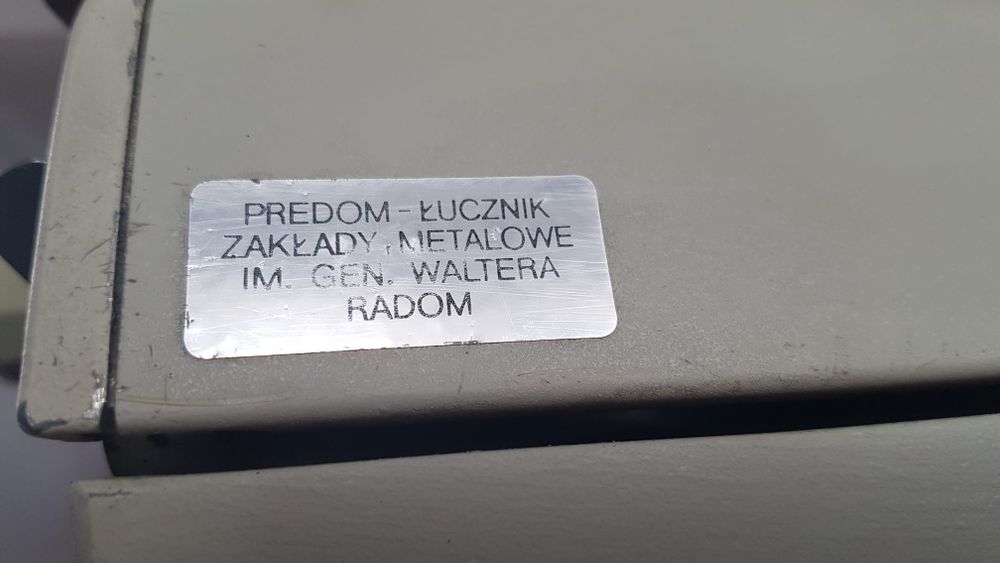 PREDOM – ŁUCZNIK
ZAKŁADY METALOWE
IM. GEN. WALTERA
RADOM